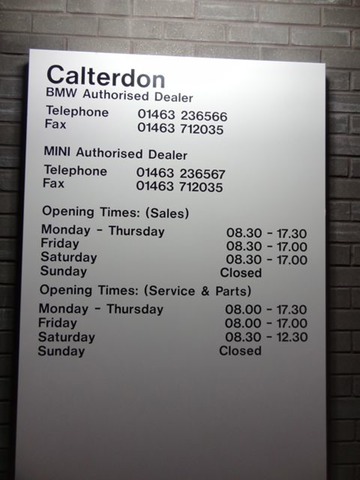 Calterdon
BMW Authorised Dealer
Telephone 01463 236566
Fax 01463 712035
MINI Authorised Dealer
Telephone 01463 236567
Fax 01463 712035
Opening Times: (Sales)
Monday - Thursday 08.30 - 17.30
Friday 08.30 - 17.00
Saturday 08.30 - 17.00
Sunday Closed
Opening Times: (Service & Parts)
Monday - Thursday 08.00 - 17.30
Friday 08.00 - 17.00
Saturday 08.30 - 12.30
Sunday Closed